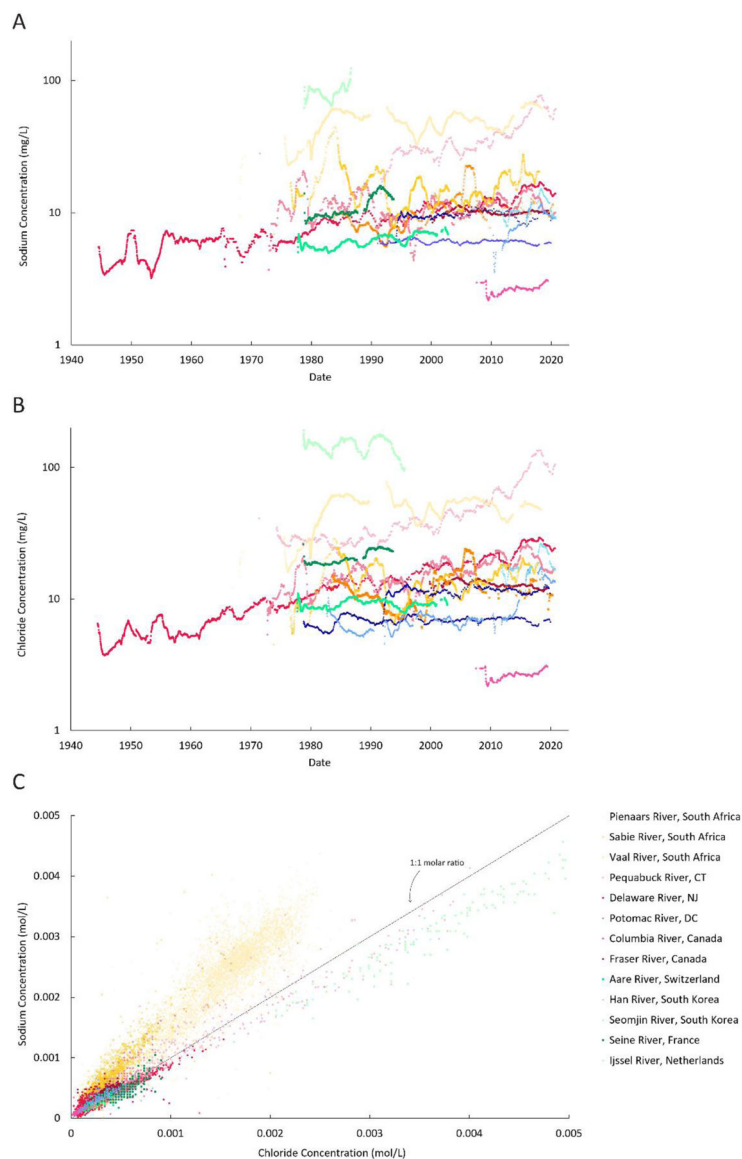 A
Sodium Concentration (mg/L)
100
10
1
1940 1950 1960 1970 1980 1990 2000 2010 2020
Date
B
Chloride Concentration (mg/L)
100
10
1
1940 1950 1960 1970 1980 1990 2000 2010 2020
Date
C
Sodium Concentration (mol/L)
0.005
0.004
0.003
0.002
0.001
0
1:1 molar ratio
0 0.001 0.002 0.003 0.004 0.005
Chloride Concentration (mol/L)
Pienaars River, South Africa
Sabie River, South Africa
Vaal River, South Africa
Pequabuck River, CT
Delaware River, NJ
Potomac River, DC
Columbia River, Canada
Fraser River, Canada
Aare River, Switzerland
Han River, South Korea
Seomjin River, South Korea
Seine River, France
Ijssel River, Netherlands